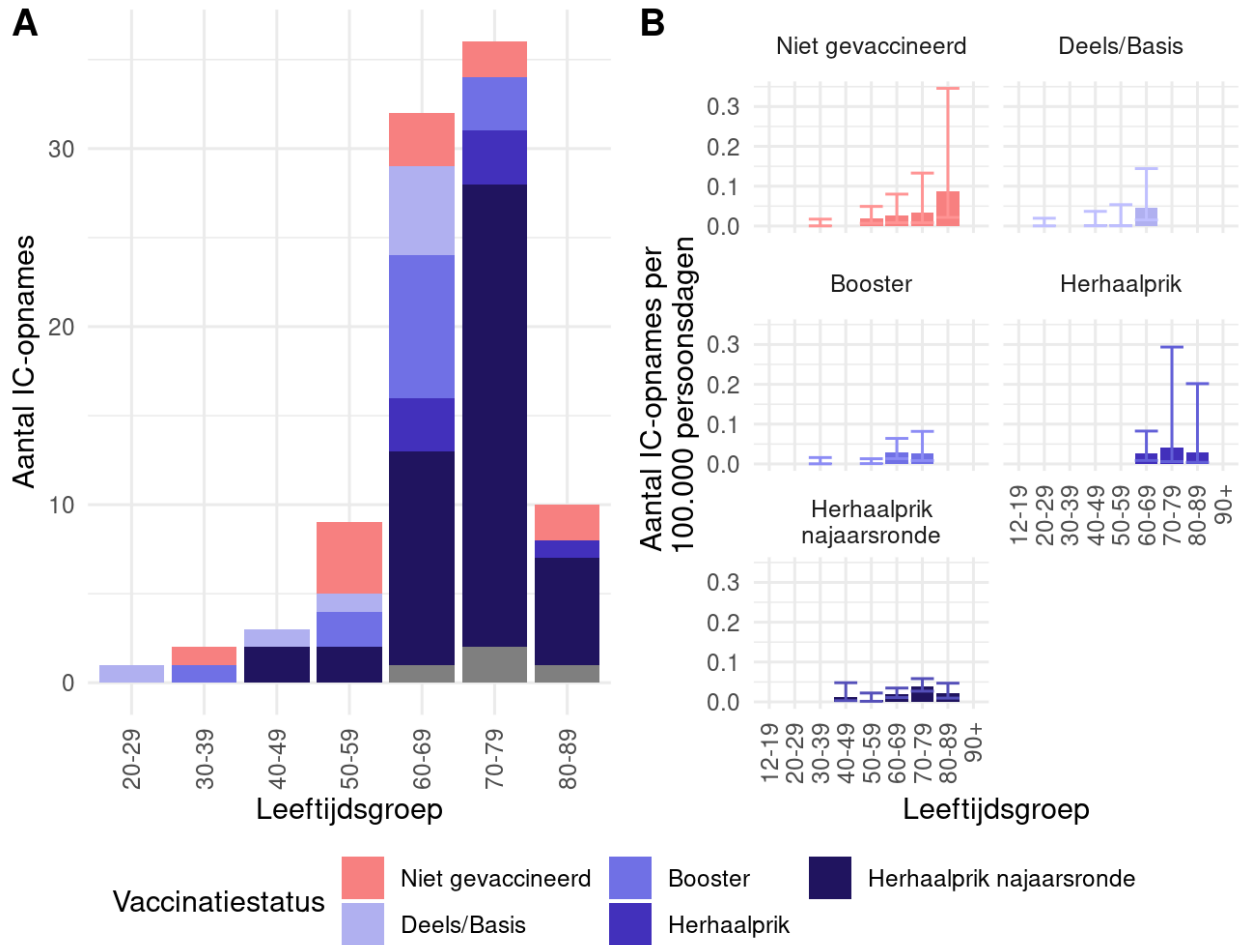 A
Aantal IC-opnames
30
20
10
0
20-29
30-39
40-49
50-59
60-69
70-79
80-89
Leeftijdsgroep
B
Aantal IC-opnames per
100.000 persoonsdagen
Niet gevaccineerd
Deels/Basis
0.3
0.2
0.1
0.0
Booster
Herhaalprik
0.3
0.2
0.1
0.0
12-19
20-29
30-39
40-49
50-59
60-69
70-79
80-89
90+
Herhaalprik
najaarsronde
0.3
0.2
0.1
0.0
12-19
20-29
30-39
40-49
50-59
60-69
70-79
80-89
90+
Leeftijdsgroep
Vaccinatiestatus
Niet gevaccineerd
Deels/Basis
Booster
Herhaalprik
Herhaalprik najaarsronde